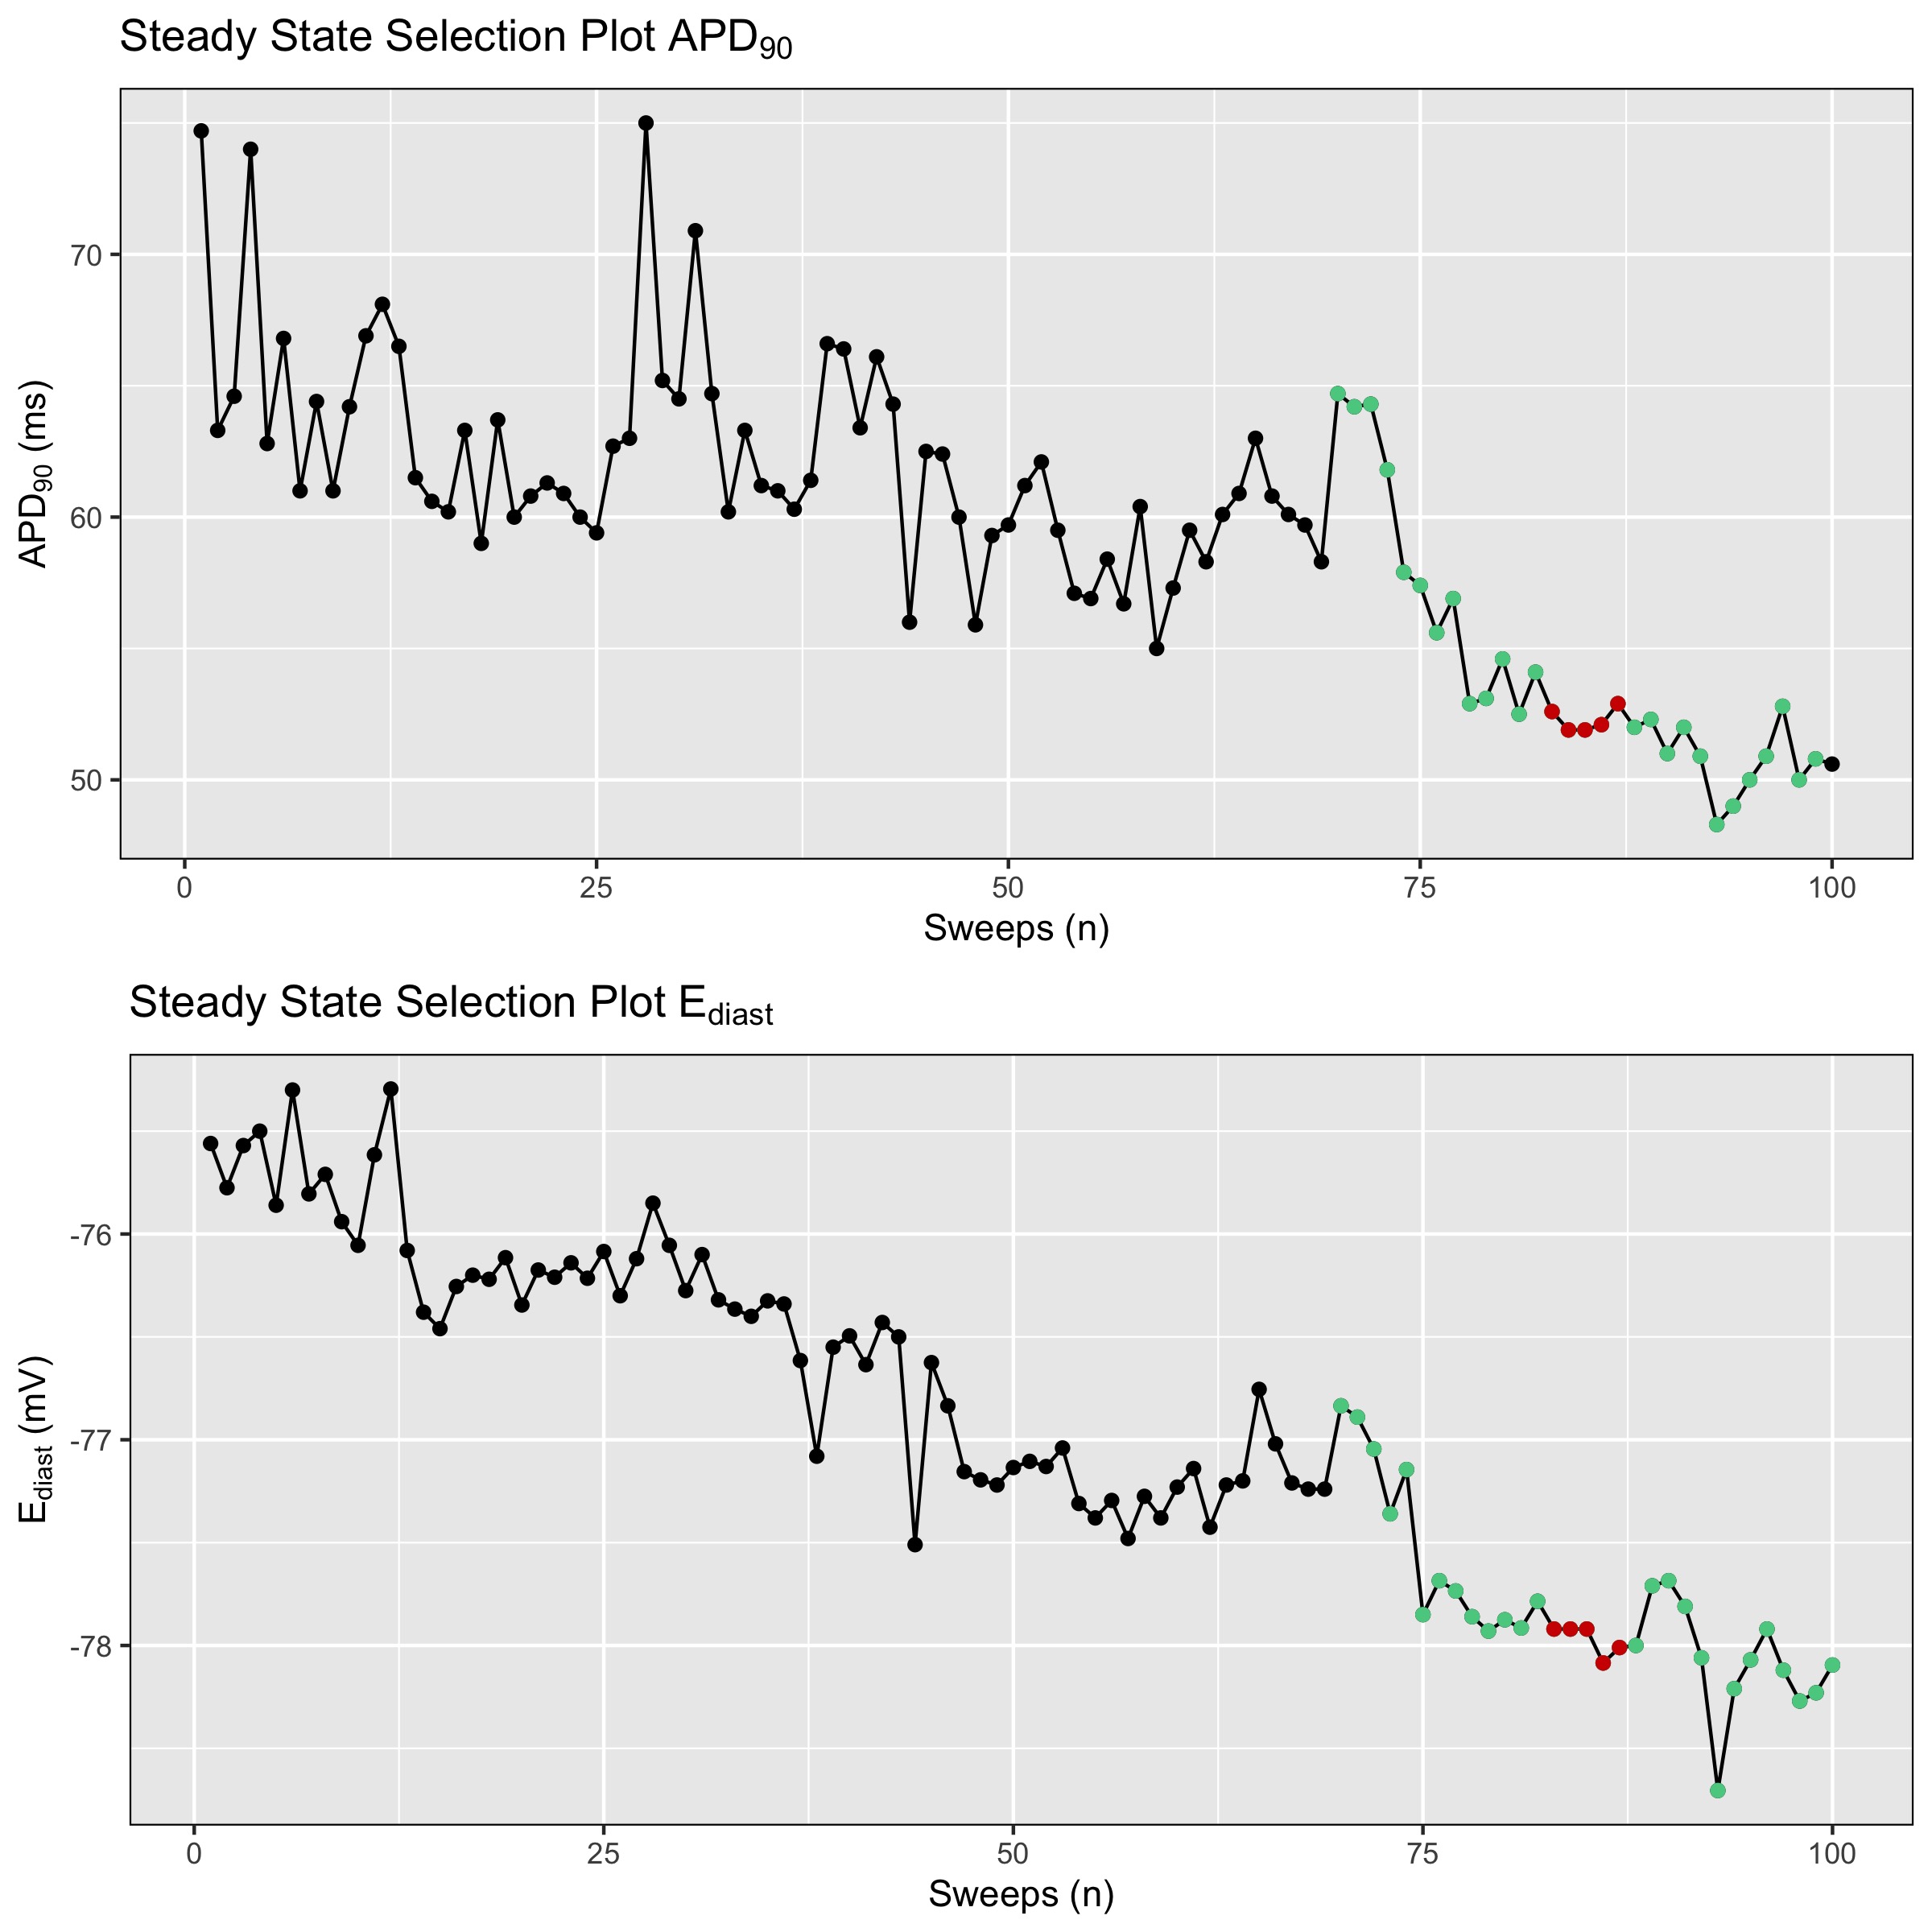 Steady State Selection Plot APD90
APD90 (ms)
70
60
50
0 25 50 75 100
Sweeps (n)
Steady State Selection Plot Ediast
Ediast (mV)
-76
-77
-78
0 25 50 75 100
Sweeps (n)